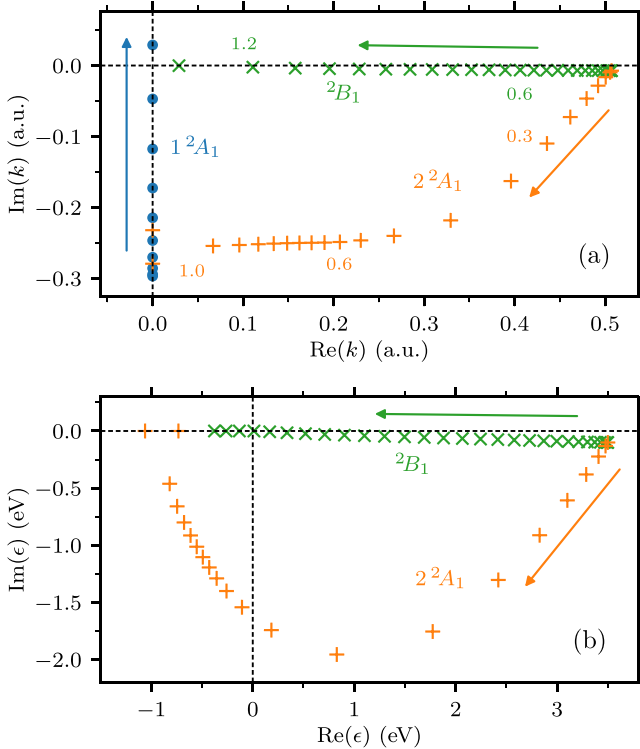 0.0
−0.1
−0.2
−0.3
Im(k) (a.u.)
1.2
²B₁
0.6
0.3
1 ²A₁
2 ²A₁
1.0
0.6
(a)
0.0 0.1 0.2 0.3 0.4 0.5
Re(k) (a.u.)
0.0
−0.5
−1.0
−1.5
−2.0
Im(ϵ) (eV)
²B₁
2 ²A₁
(b)
−1 0 1 2 3
Re(ϵ) (eV)